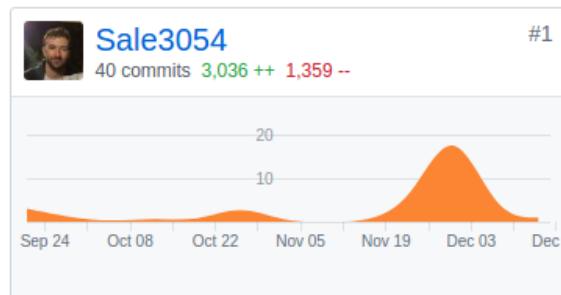 Sale3054
#1
40 commits 3,036 ++ 1,359 --
20
10
Sep 24 Oct 08 Oct 22 Nov 05 Nov 19 Dec 03 Dec